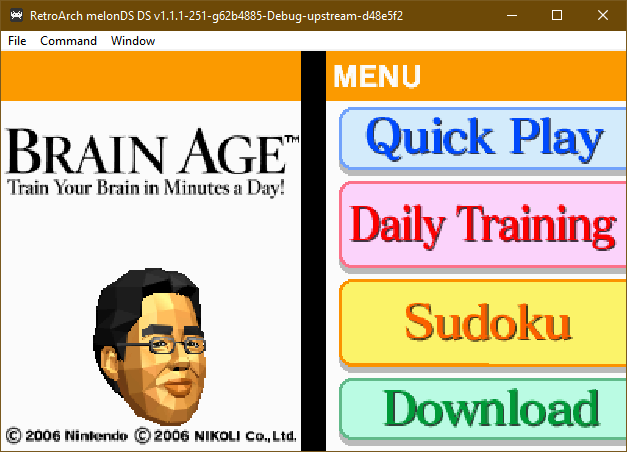 RetroArch melonDS DS v1.1.1-251-g62b4885-Debug-upstream-d48e5f2
File Command Window
BRAIN AGE™
Train Your Brain in Minutes a Day!
© 2006 Nintendo © 2006 NIKOLI Co., Ltd.
MENU
Quick Play
Daily Training
Sudoku
Download